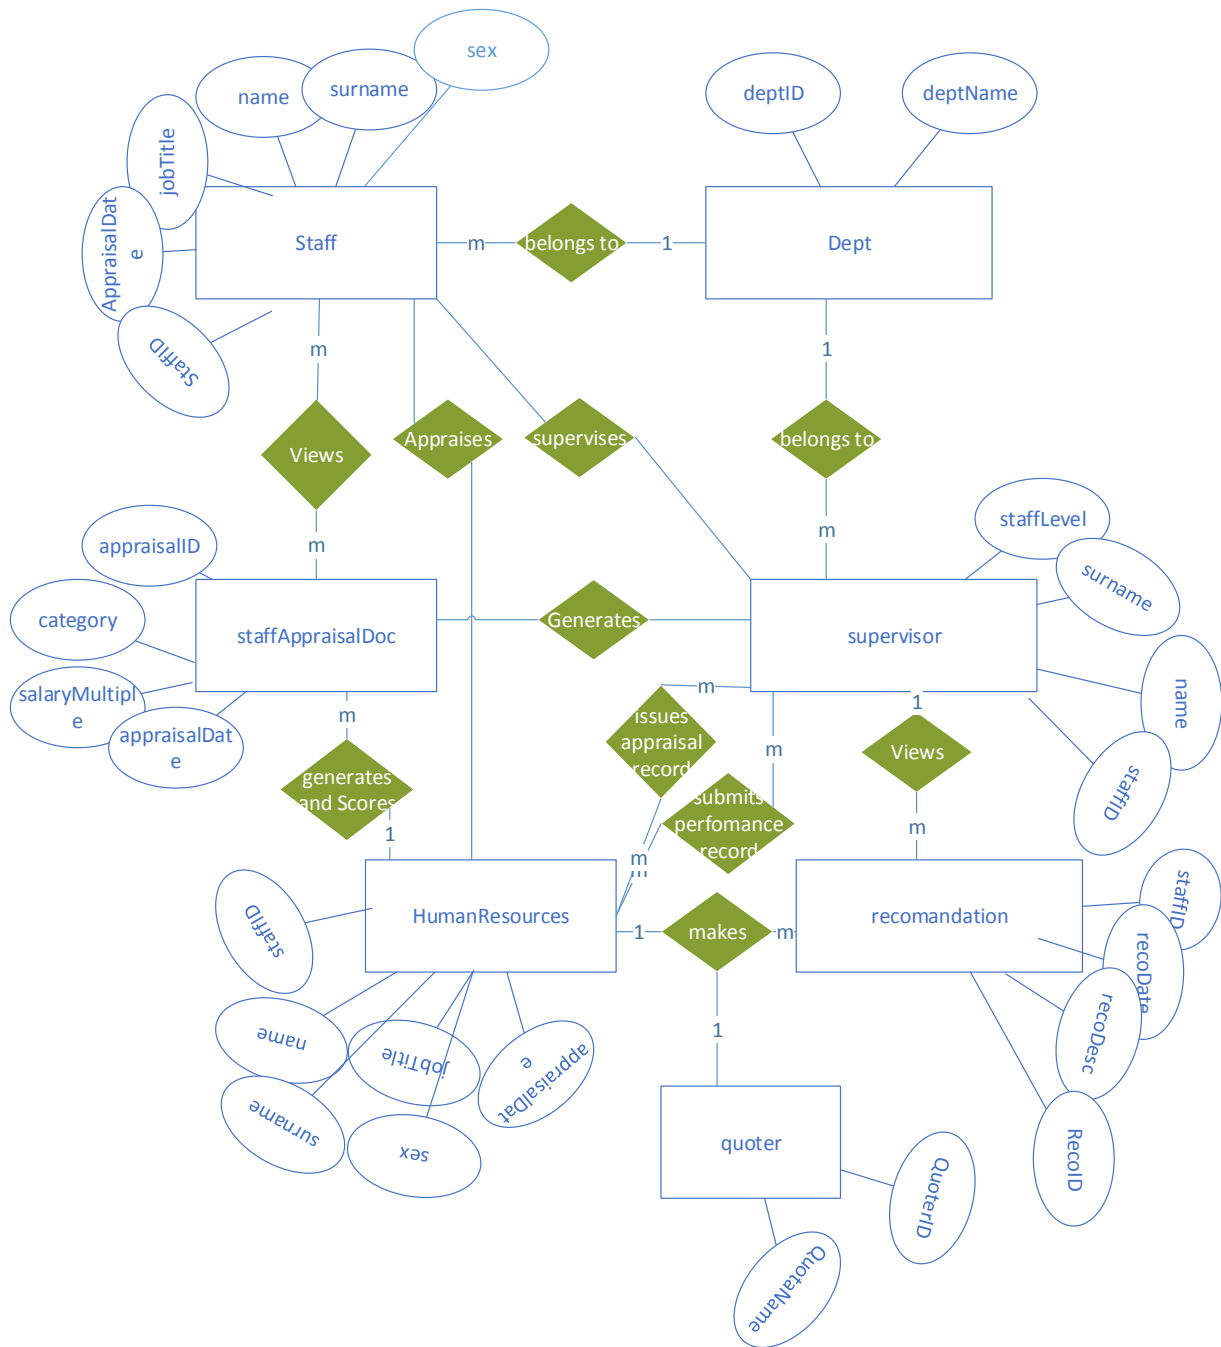 sex
surname
name
deptID
deptName
jobTitle
AppraisalDat
e
StaffID
Staff
m
belongs to
1
Dept
m
1
Appraises
supervises
belongs to
Views
m
m
staffLevel
surname
name
staffID
appraisalID
category
salaryMultipl
e
appraisalDat
e
staffAppraisalDoc
Generates
supervisor
m
m
1
issues
appraisal
record
m
Views
generates
and Scores
submits
perfomance
record
1
m
m
m
staffID
HumanResources
1
makes
m
recomandation
staffID
recoDate
recoDesc
RecoID
name
surname
jobTitle
sex
appraisalDat
e
1
quoter
QuoterID
QuotaName